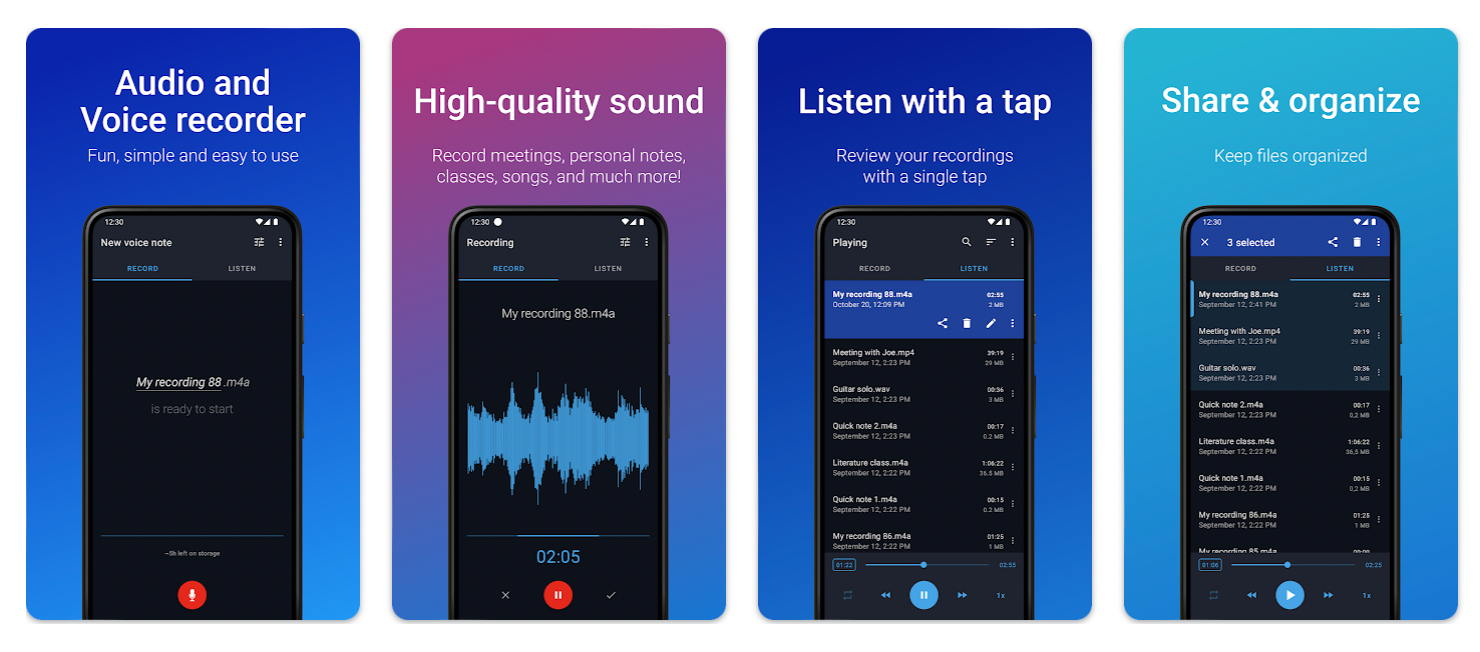 Audio and
Voice recorder
Fun, simple and easy to use
12:30
New voice note
RECORD LISTEN
My recording 88 .m4a
is ready to start
~5h left on storage
High-quality sound
Record meetings, personal notes,
classes, songs, and much more!
12:30
Recording
RECORD LISTEN
My recording 88.m4a
02:05
Listen with a tap
Review your recordings
with a single tap
12:30
Playing
RECORD LISTEN
My recording 88.m4a 02:55
October 20, 12:09 PM 2 MB
Meeting with Joe.mp4 39:19
September 12, 2:23 PM 29 MB
Guitar solo.wav 00:36
September 12, 2:23 PM 3 MB
Quick note 2.m4a 00:17
September 12, 2:23 PM 0.2 MB
Literature class.m4a 1:06:22
September 12, 2:22 PM 36.5 MB
Quick note 1.m4a 00:15
September 12, 2:22 PM 0.2 MB
My recording 86.m4a 01:25
September 12, 2:22 PM 1 MB
01:22 02:55
1x
Share & organize
Keep files organized
12:30
3 selected
RECORD LISTEN
My recording 88.m4a 02:55
September 12, 2:41 PM 2 MB
Meeting with Joe.mp4 39:19
September 12, 2:23 PM 29 MB
Guitar solo.wav 00:36
September 12, 2:23 PM 3 MB
Quick note 2.m4a 00:17
September 12, 2:23 PM 0,2 MB
Literature class.m4a 1:06:22
September 12, 2:22 PM 36,5 MB
Quick note 1.m4a 00:15
September 12, 2:22 PM 0,2 MB
My recording 86.m4a 01:25
September 12, 2:22 PM 1 MB
My recording 85.m4a
01:06 02:25
1x